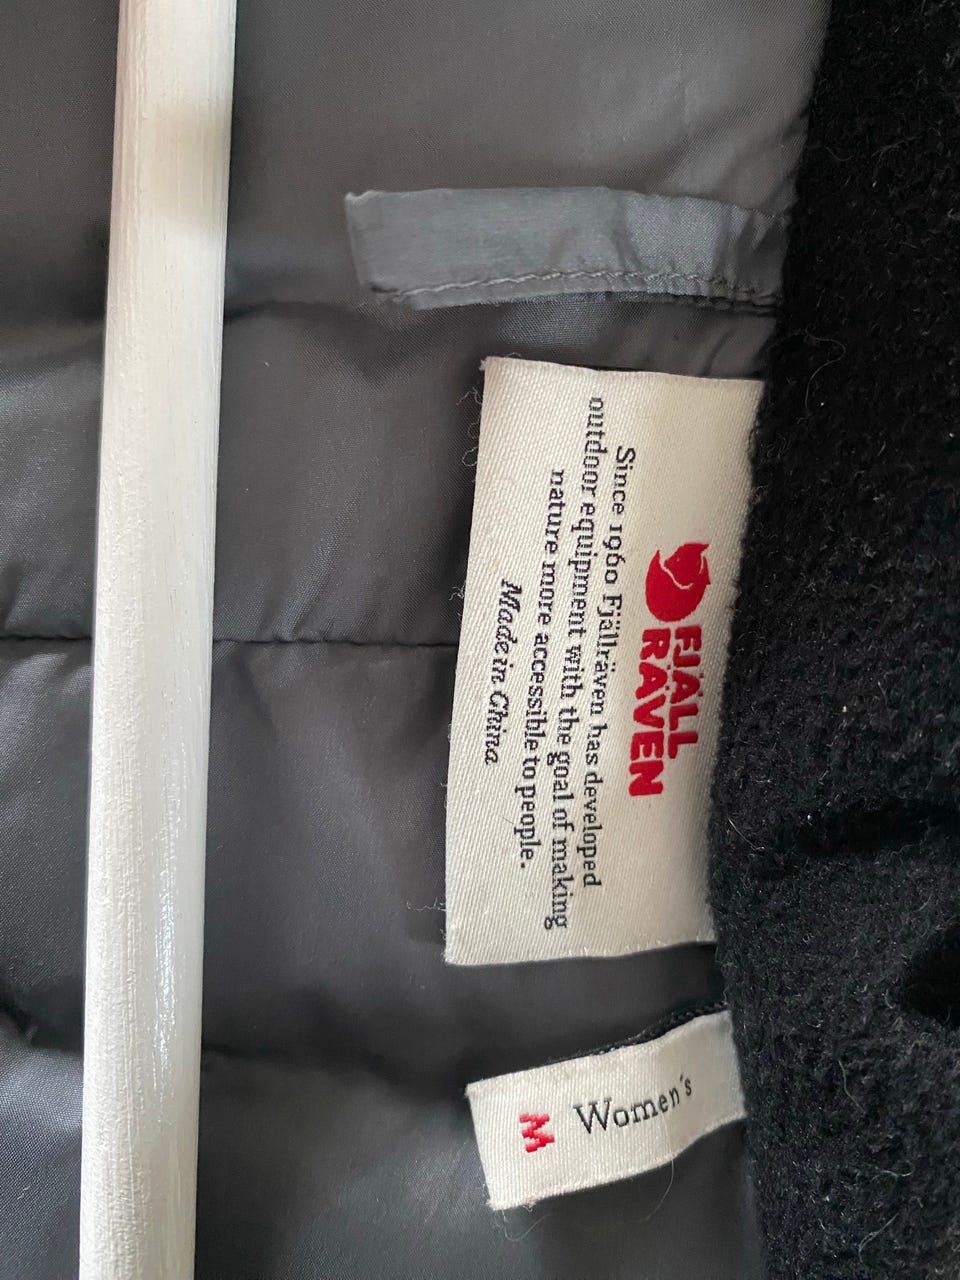 FJÄLL
RÄVEN
Since 1960 Fjällräven has developed
outdoor equipment with the goal of making
nature more accessible to people.
Made in China
Women's
M